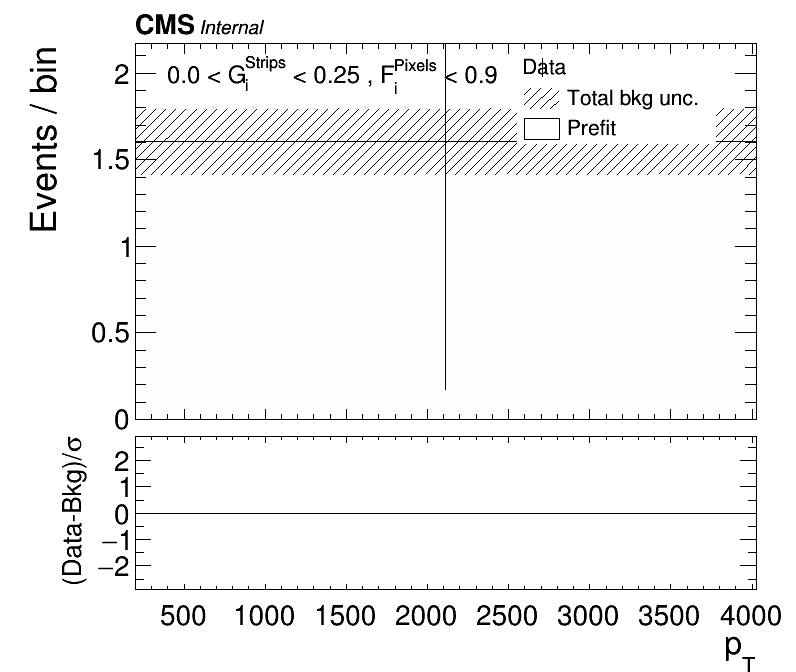 CMS Internal
0.0 < G_i^Strips < 0.25 , F_i^Pixels < 0.9
Data
Total bkg unc.
Prefit
Events / bin
2
1.5
1
0.5
0
(Data-Bkg)/σ
2
1
0
−1
−2
500 1000 1500 2000 2500 3000 3500 4000
p_T